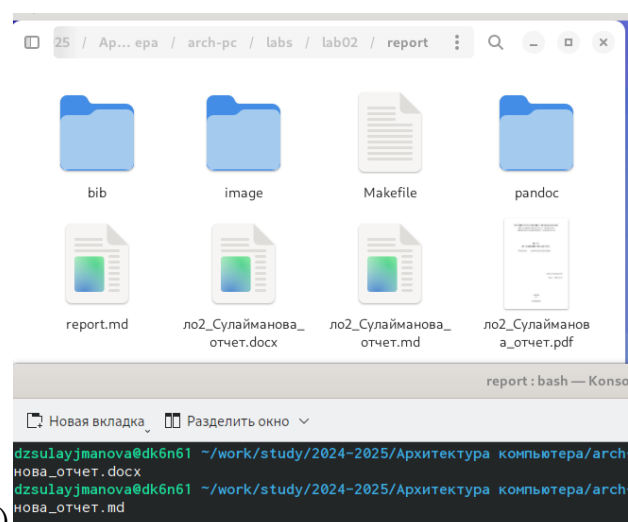 25 / Ap... epa / arch-pc / labs / lab02 / report
bib
image
Makefile
pandoc
report.md
ло2_Сулайманова_
отчет.docx
ло2_Сулайманова_
отчет.md
ло2_Сулайманов
а_отчет.pdf
report : bash — Konso
Новая вкладка
Разделить окно
dzsulayjmanova@dk6n61 ~/work/study/2024-2025/Архитектура компьютера/arch-
нова_отчет.docx
dzsulayjmanova@dk6n61 ~/work/study/2024-2025/Архитектура компьютера/arch-
нова_отчет.md
)